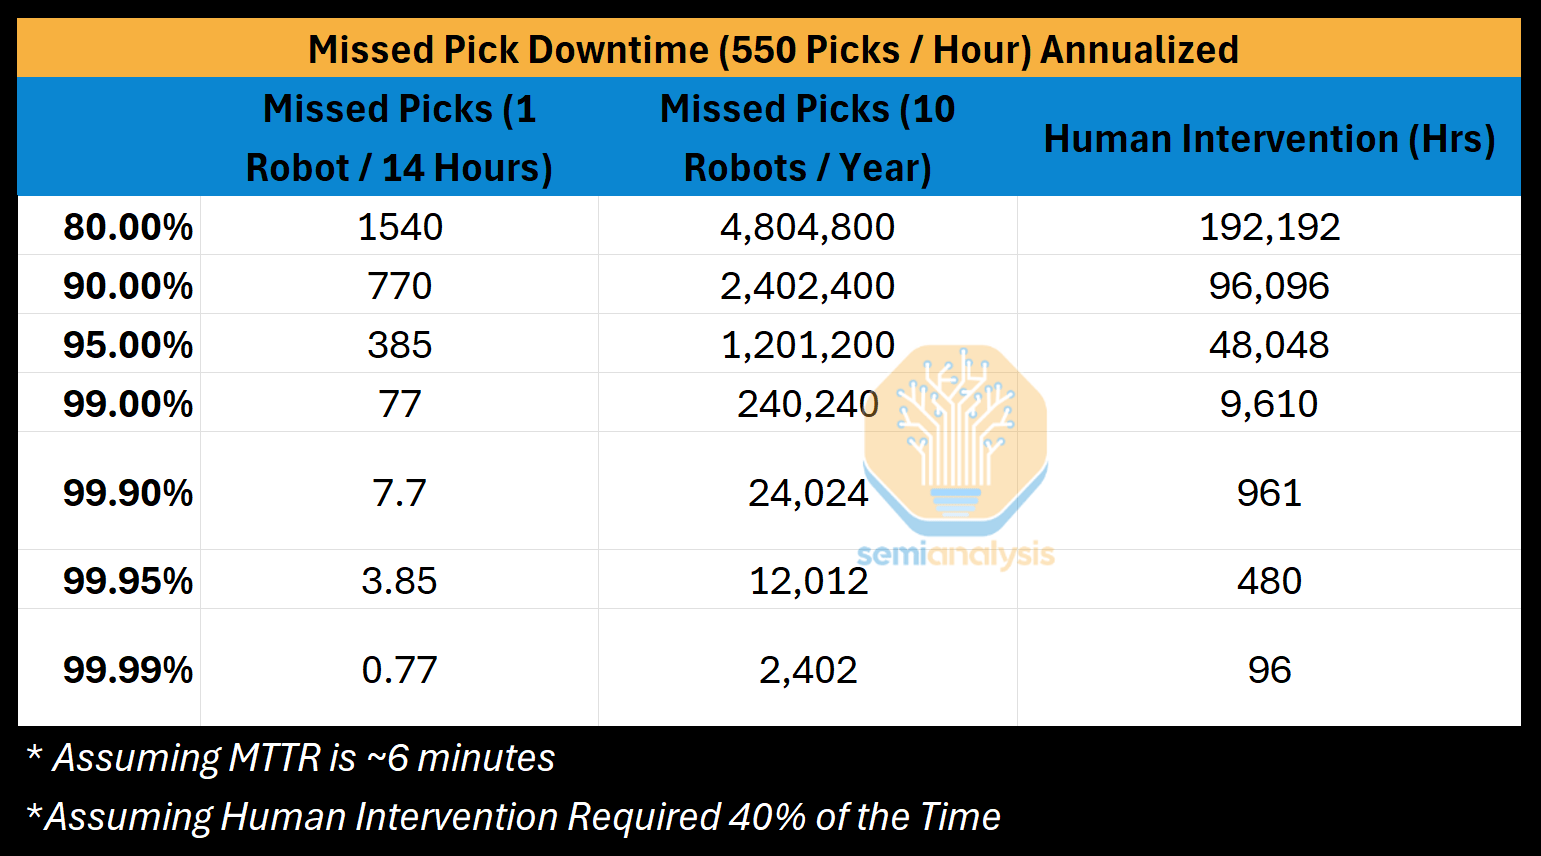 Missed Pick Downtime (550 Picks / Hour) Annualized
Missed Picks (1
Robot / 14 Hours)
Missed Picks (10
Robots / Year)
Human Intervention (Hrs)
80.00% 1540 4,804,800 192,192
90.00% 770 2,402,400 96,096
95.00% 385 1,201,200 48,048
99.00% 77 240,240 9,610
99.90% 7.7 24,024 961
semianalysis
99.95% 3.85 12,012 480
99.99% 0.77 2,402 96
* Assuming MTTR is ~6 minutes
*Assuming Human Intervention Required 40% of the Time